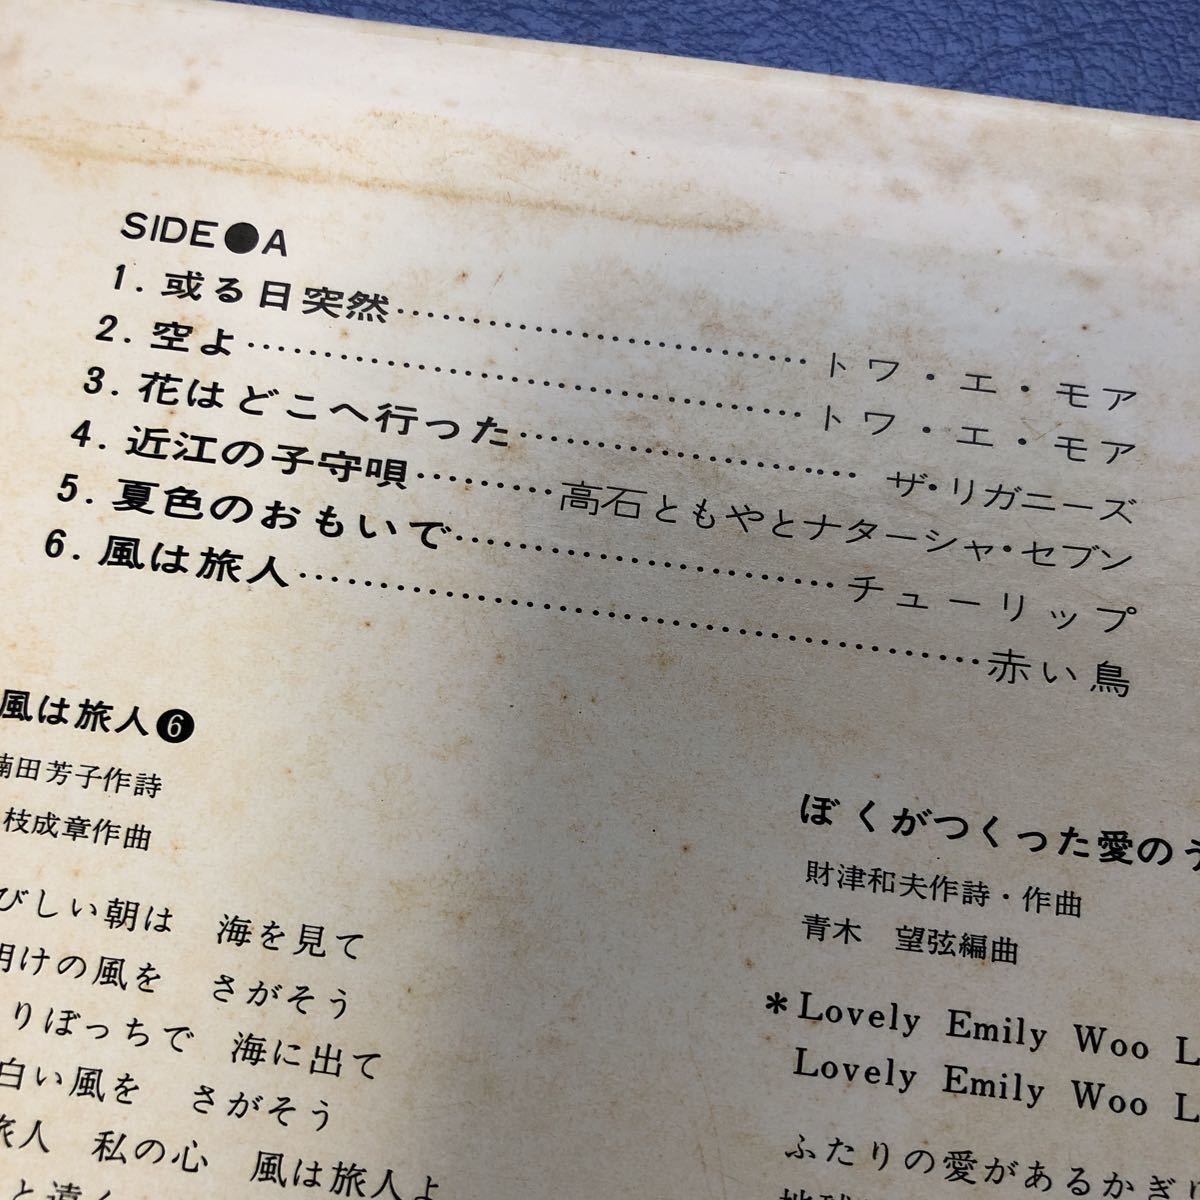 SIDE●A
1. 或る日突然……………………トワ・エ・モア
2. 空よ……………………………トワ・エ・モア
3. 花はどこへ行った………………ザ・リガニーズ
4. 近江の子守唄………高石ともやとナターシャ・セブン
5. 夏色のおもいで…………………チューリップ
6. 風は旅人…………………………………赤い鳥
風は旅人❻
田芳子作詩
枝成章作曲
びしい朝は 海を見て
明けの風を さがそう
りぼっちで 海に出て
白い風を さがそう
旅人 私の心 風は旅人よ
と遠く
ぼくがつくった愛のう
財津和夫作詩・作曲
青木 望弦編曲
*Lovely Emily Woo L
Lovely Emily Woo L
ふたりの愛があるかぎり
地球